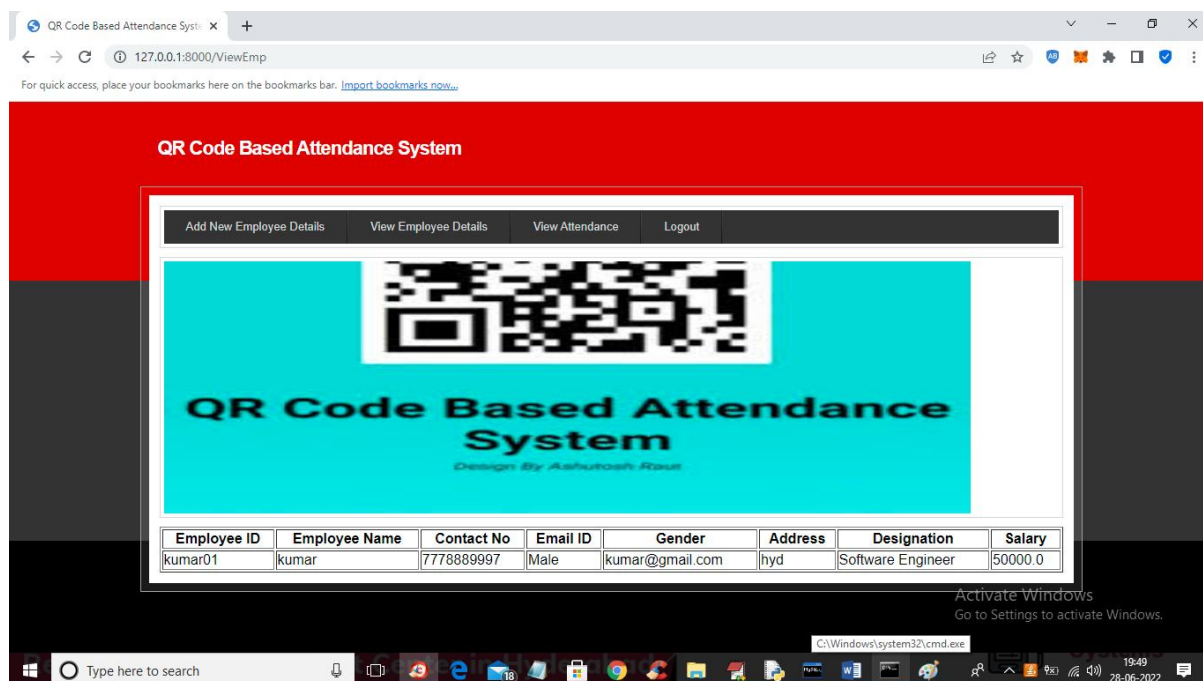 QR Code Based Attendance Syst
127.0.0.1:8000/ViewEmp
For quick access, place your bookmarks here on the bookmarks bar. Import bookmarks now...
QR Code Based Attendance System
Add New Employee Details View Employee Details View Attendance Logout
QR Code Based Attendance
System
Design By Ashutosh Raut
Employee ID Employee Name Contact No Email ID Gender Address Designation Salary
kumar01 kumar 7778889997 Male kumar@gmail.com hyd Software Engineer 50000.0
Activate Windows
Go to Settings to activate Windows.
C:\Windows\system32\cmd.exe
Type here to search
18
19:49
28-06-2022